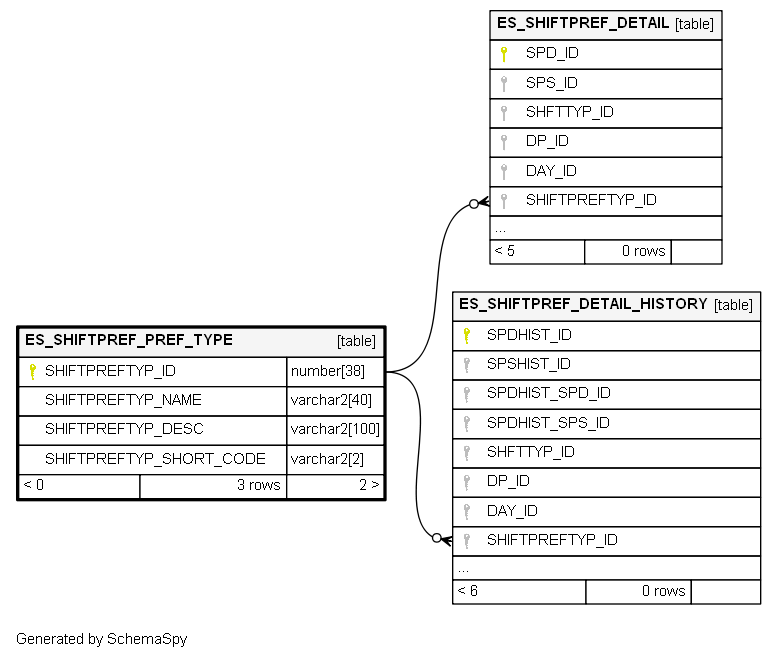 ES_SHIFTPREF_DETAIL [table]
SPD_ID
SPS_ID
SHFTTYP_ID
DP_ID
DAY_ID
SHIFTPREFTYP_ID
...
< 5 0 rows
ES_SHIFTPREF_DETAIL_HISTORY [table]
SPDHIST_ID
SPSHIST_ID
SPDHIST_SPD_ID
SPDHIST_SPS_ID
SHFTTYP_ID
DP_ID
DAY_ID
SHIFTPREFTYP_ID
...
< 6 0 rows
ES_SHIFTPREF_PREF_TYPE [table]
SHIFTPREFTYP_ID number[38]
SHIFTPREFTYP_NAME varchar2[40]
SHIFTPREFTYP_DESC varchar2[100]
SHIFTPREFTYP_SHORT_CODE varchar2[2]
< 0 3 rows 2 >
Generated by SchemaSpy